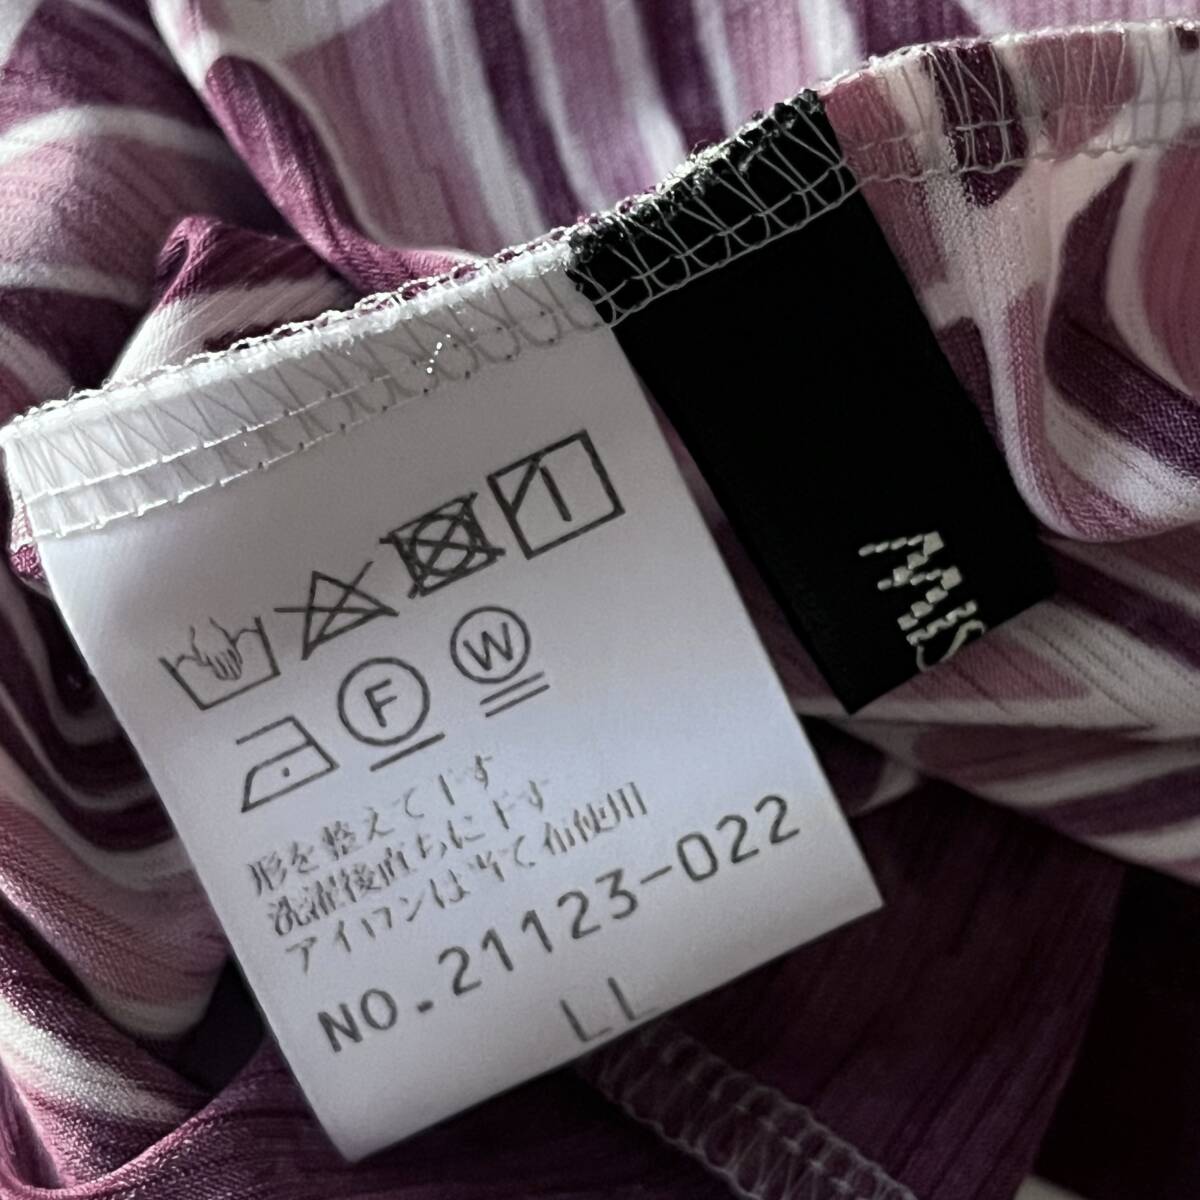 F W
形を整えて干す
洗濯後直ちに干す
アイロンは当て布使用
NO.21123-022
LL
MIS